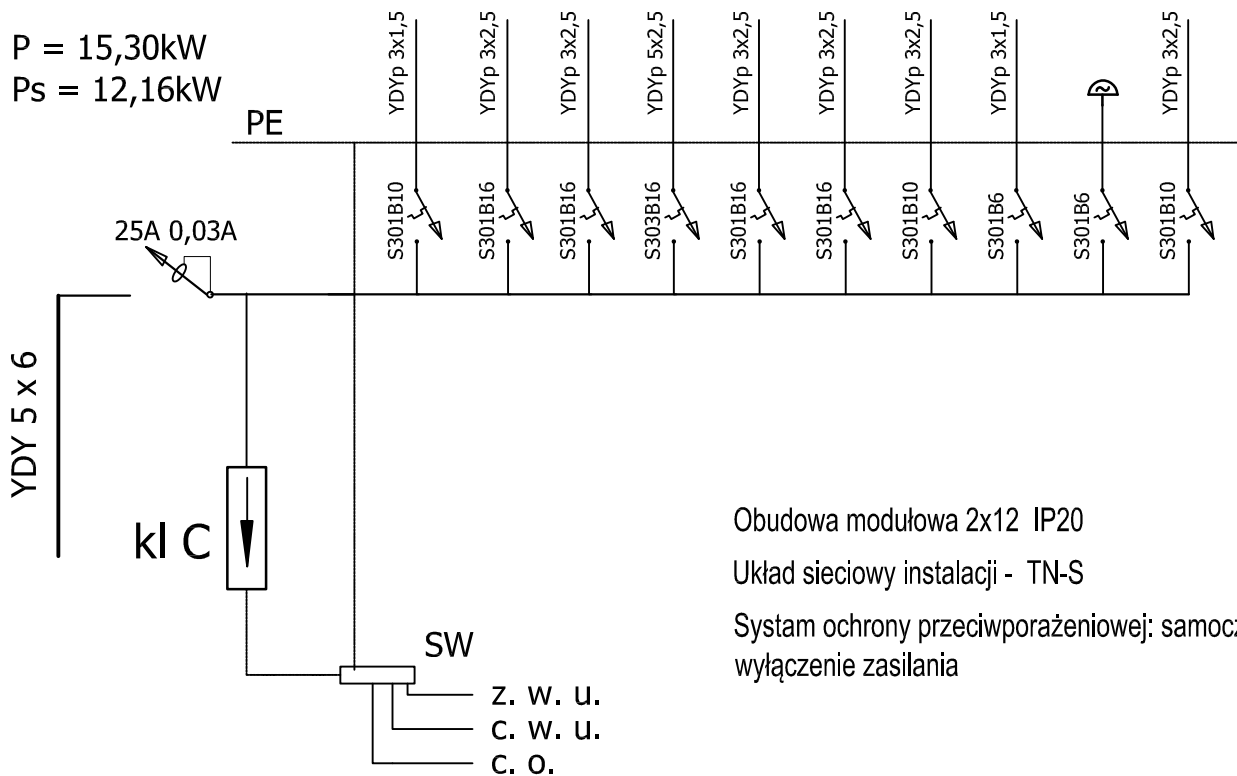 P = 15,30kW
Ps = 12,16kW
PE
YDYp 3x1,5
YDYp 3x2,5
YDYp 3x2,5
YDYp 5x2,5
YDYp 3x2,5
YDYp 3x2,5
YDYp 3x2,5
YDYp 3x1,5
YDYp 3x2,5
S301B10
S301B16
S301B16
S303B16
S301B16
S301B16
S301B10
S301B6
S301B6
S301B10
25A 0,03A
YDY 5 x 6
kl C
SW
z. w. u.
c. w. u.
c. o.
Obudowa modułowa 2x12 IP20
Układ sieciowy instalacji - TN-S
Systam ochrony przeciwporażeniowej: samocz
wyłączenie zasilania